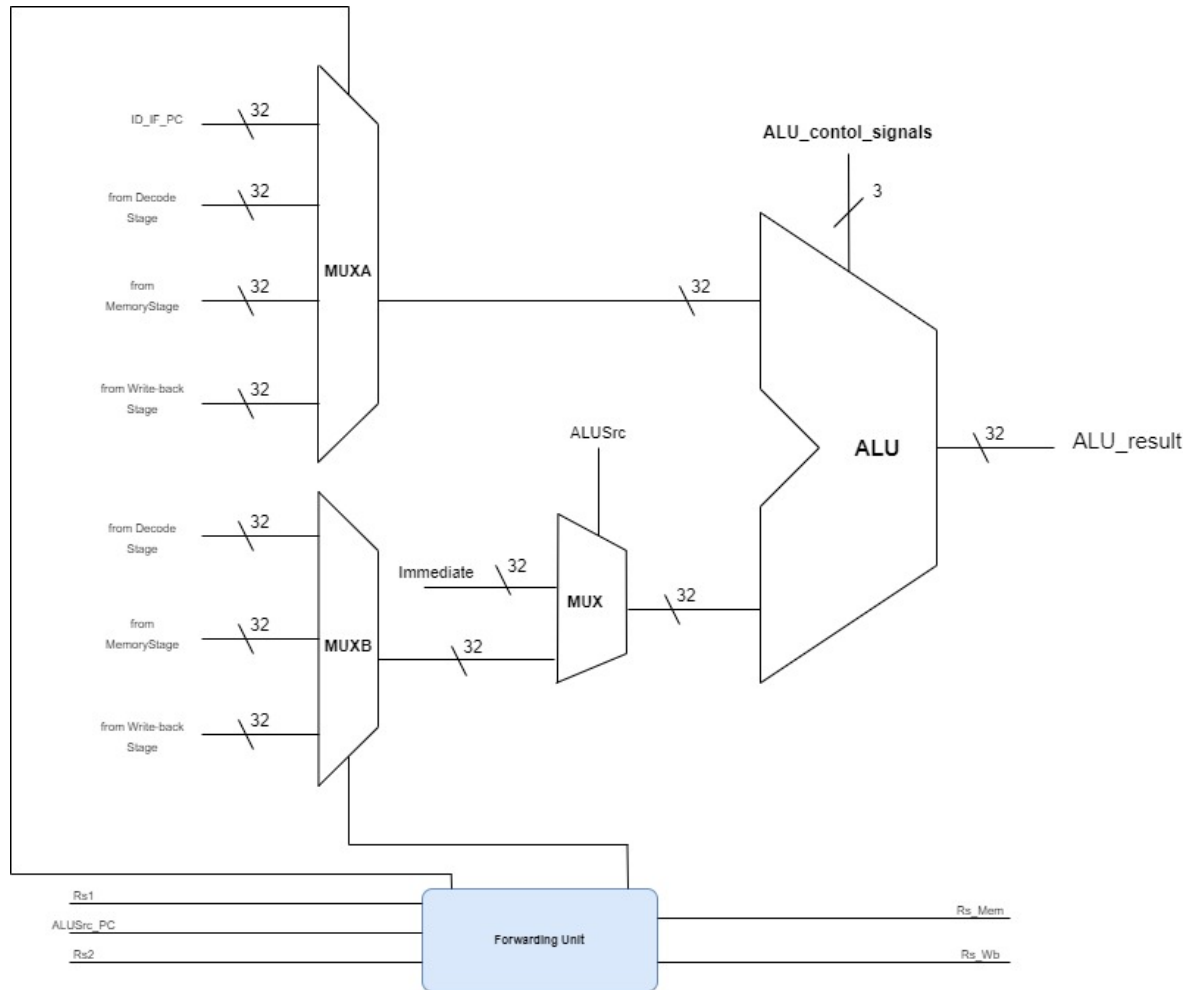 ID_IF_PC
32
from Decode
Stage
32
from
MemoryStage
32
from Write-back
Stage
32
MUXA
32
ALU_contol_signals
3
ALU
32
ALU_result
ALUSrc
from Decode
Stage
32
from
MemoryStage
32
from Write-back
Stage
32
MUXB
Immediate
32
32
MUX
32
Rs1
ALUSrc_PC
Rs2
Forwarding Unit
Rs_Mem
Rs_Wb